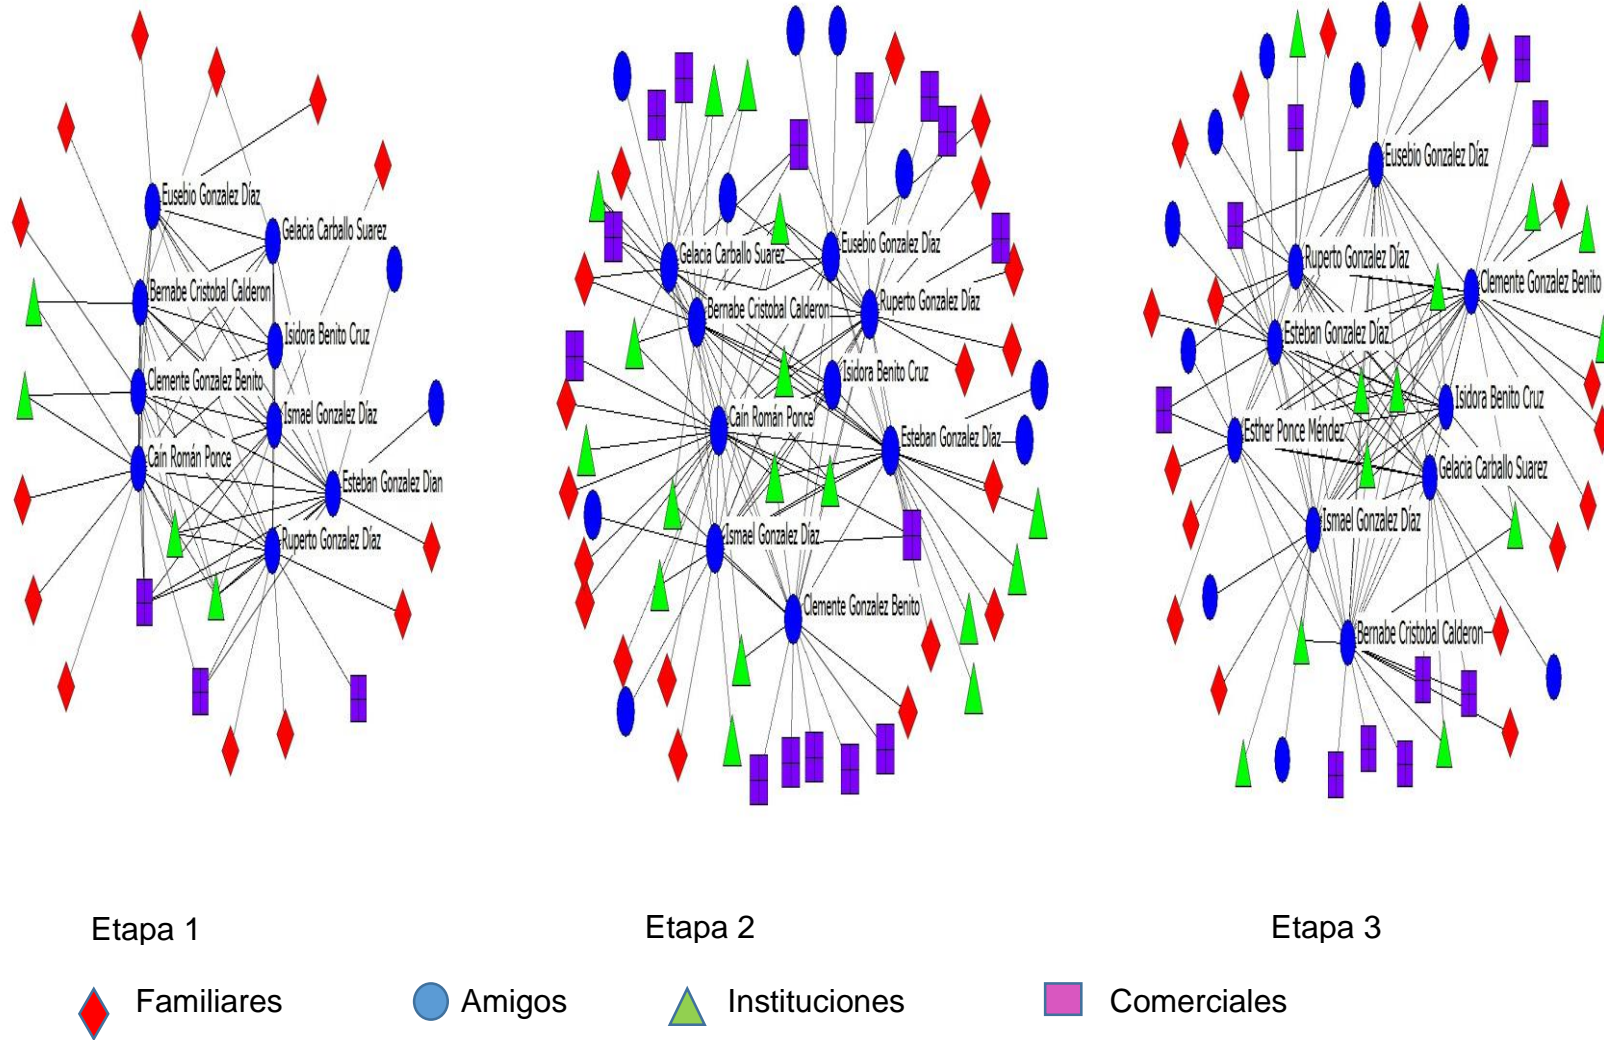 Eusebio Gonzalez Díaz
Gelacia Carballo Suarez
Bernabe Cristobal Calderon
Isidora Benito Cruz
Clemente Gonzalez Benito
Ismael Gonzalez Díaz
Caín Román Ponce
Esteban Gonzalez Dían
Ruperto Gonzalez Díaz
Eusebio Gonzalez Díaz
Gelacia Carballo Suarez
Ruperto Gonzalez Díaz
Bernabe Cristobal Calderon
Isidora Benito Cruz
Caín Román Ponce
Esteban Gonzalez Díaz
Ismael Gonzalez Díaz
Clemente Gonzalez Benito
Eusebio Gonzalez Díaz
Ruperto Gonzalez Díaz
Clemente Gonzalez Benito
Esteban Gonzalez Díaz
Isidora Benito Cruz
Esther Ponce Méndez
Gelacia Carballo Suarez
Ismael Gonzalez Díaz
Bernabe Cristobal Calderon
Etapa 1
Etapa 2
Etapa 3
Familiares
Amigos
Instituciones
Comerciales